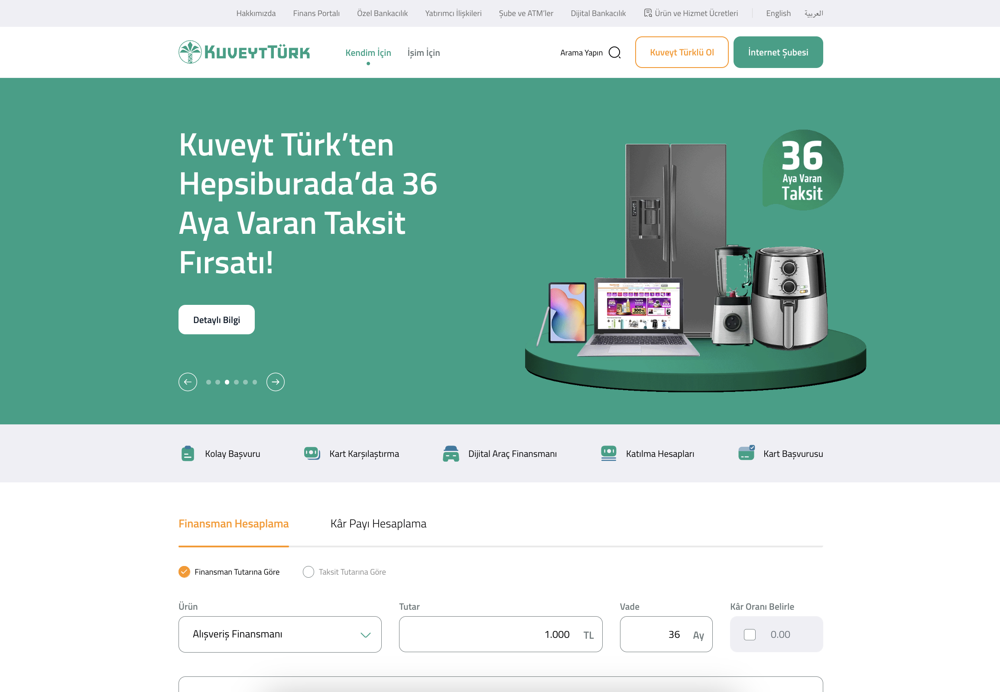 Hakkımızda Finans Portalı Özel Bankacılık Yatırımcı İlişkileri Şube ve ATM’ler Dijital Bankacılık Ürün ve Hizmet Ücretleri English العربية
KUVEYTTÜRK Kendim İçin İşim İçin Arama Yapın Kuveyt Türklü Ol İnternet Şubesi
Kuveyt Türk’ten
Hepsiburada’da 36
Aya Varan Taksit
Fırsatı!
36
Aya Varan
Taksit
Detaylı Bilgi
Kolay Başvuru Kart Karşılaştırma Dijital Araç Finansmanı Katılma Hesapları Kart Başvurusu
Finansman Hesaplama Kâr Payı Hesaplama
Finansman Tutarına Göre Taksit Tutarına Göre
Ürün Tutar Vade Kâr Oranı Belirle
Alışveriş Finansmanı 1.000 TL 36 Ay 0.00